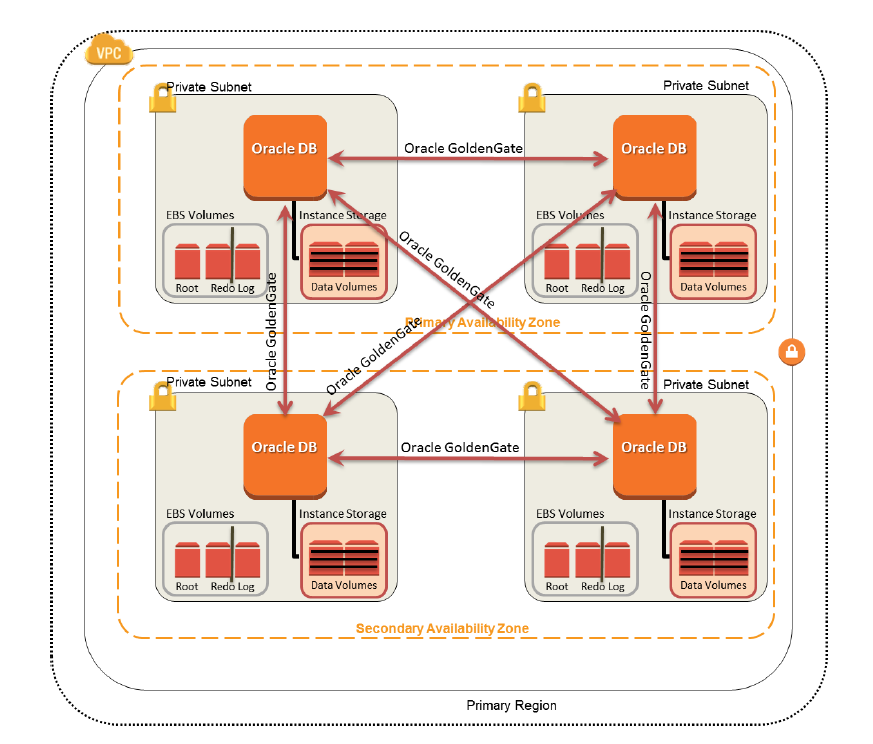 VPC
Private Subnet
Private Subnet
Oracle DB
Oracle GoldenGate
Oracle DB
EBS Volumes
Instance Storage
EBS Volumes
Instance Storage
Root
Redo Log
Data Volumes
Root
Redo Log
Data Volumes
Oracle GoldenGate
Oracle GoldenGate
Oracle GoldenGate
Oracle GoldenGate
Primary Availability Zone
Private Subnet
Private Subnet
Oracle DB
Oracle GoldenGate
Oracle DB
EBS Volumes
Instance Storage
EBS Volumes
Instance Storage
Root
Redo Log
Data Volumes
Root
Redo Log
Data Volumes
Secondary Availability Zone
Primary Region